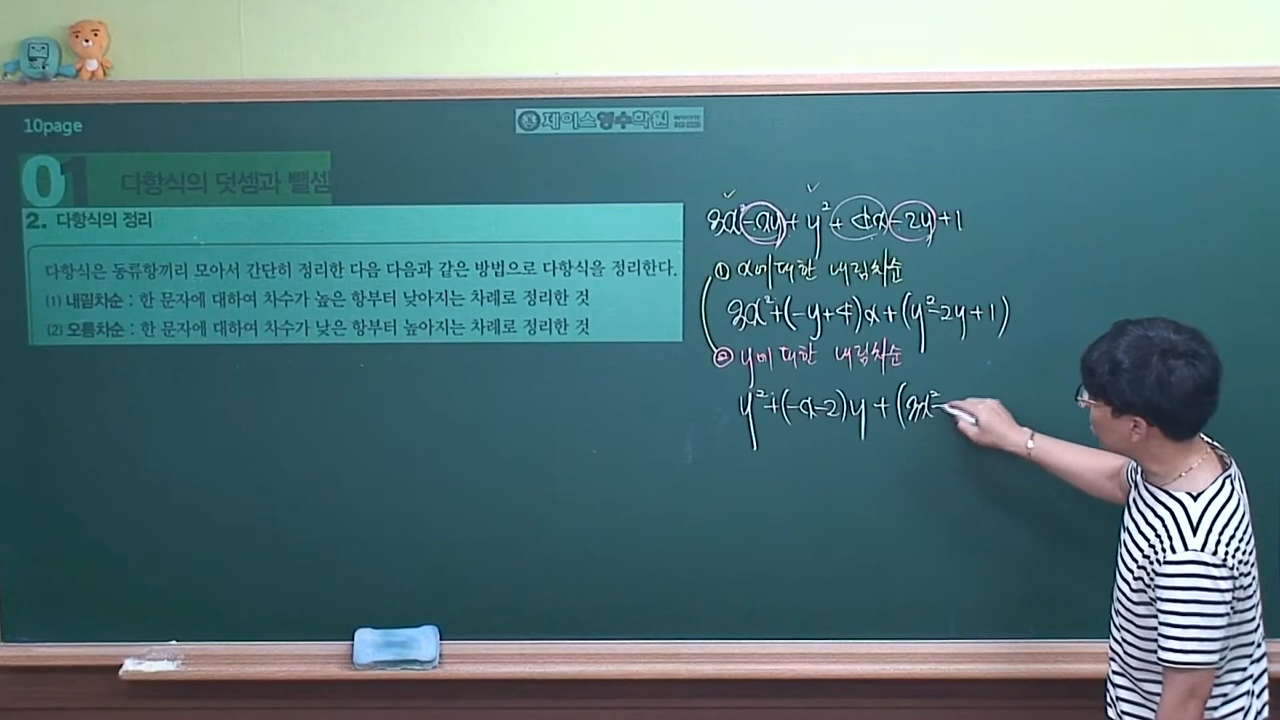 10page
제이스영수학원
01 다항식의 덧셈과 뺄셈
2. 다항식의 정리
다항식은 동류항끼리 모아서 간단히 정리한 다음 다음과 같은 방법으로 다항식을 정리한다.
(1) 내림차순 : 한 문자에 대하여 차수가 높은 항부터 낮아지는 차례로 정리한 것
(2) 오름차순 : 한 문자에 대하여 차수가 낮은 항부터 높아지는 차례로 정리한 것
3x²-xy+y²+4x-2y+1
① x에 대한 내림차순
3x²+(-y+4)x+(y²-2y+1)
② y에 대한 내림차순
y²+(-x-2)y+(3x²